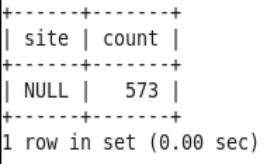 +------+-------+
| site | count |
+------+-------+
| NULL |   573 |
+------+-------+
1 row in set (0.00 sec)